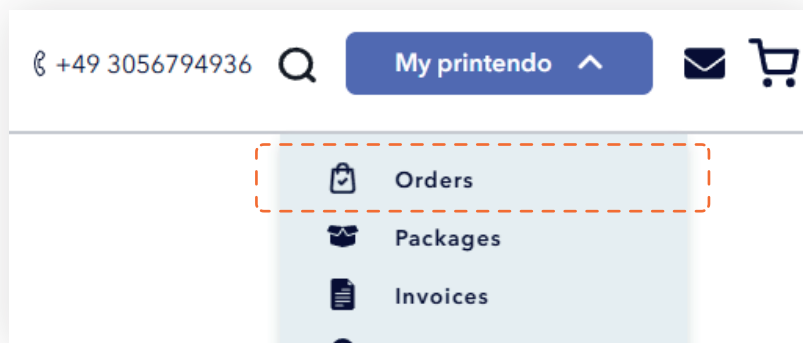 +49 3056794936
My printendo
Orders
Packages
Invoices